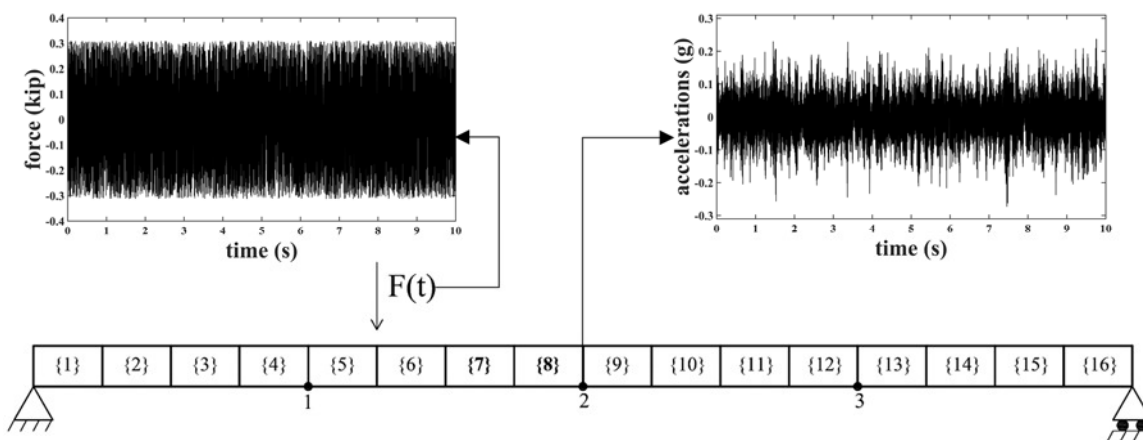 0.4
0.3
0.2
0.1
0
-0.1
-0.2
-0.3
-0.4
force (kip)
0 1 2 3 4 5 6 7 8 9 10
time (s)
0.3
0.2
0.1
0
-0.1
-0.2
-0.3
accelerations (g)
0 1 2 3 4 5 6 7 8 9 10
time (s)
F(t)
{1} {2} {3} {4} {5} {6} {7} {8} {9} {10} {11} {12} {13} {14} {15} {16}
1 2 3